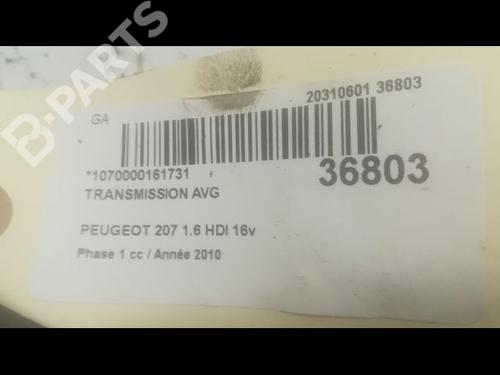 B-PARTS
GA
20310601 36803
*1070000161731
36803
TRANSMISSION AVG
PEUGEOT 207 1.6 HDI 16v
Phase 1 cc / Année 2010